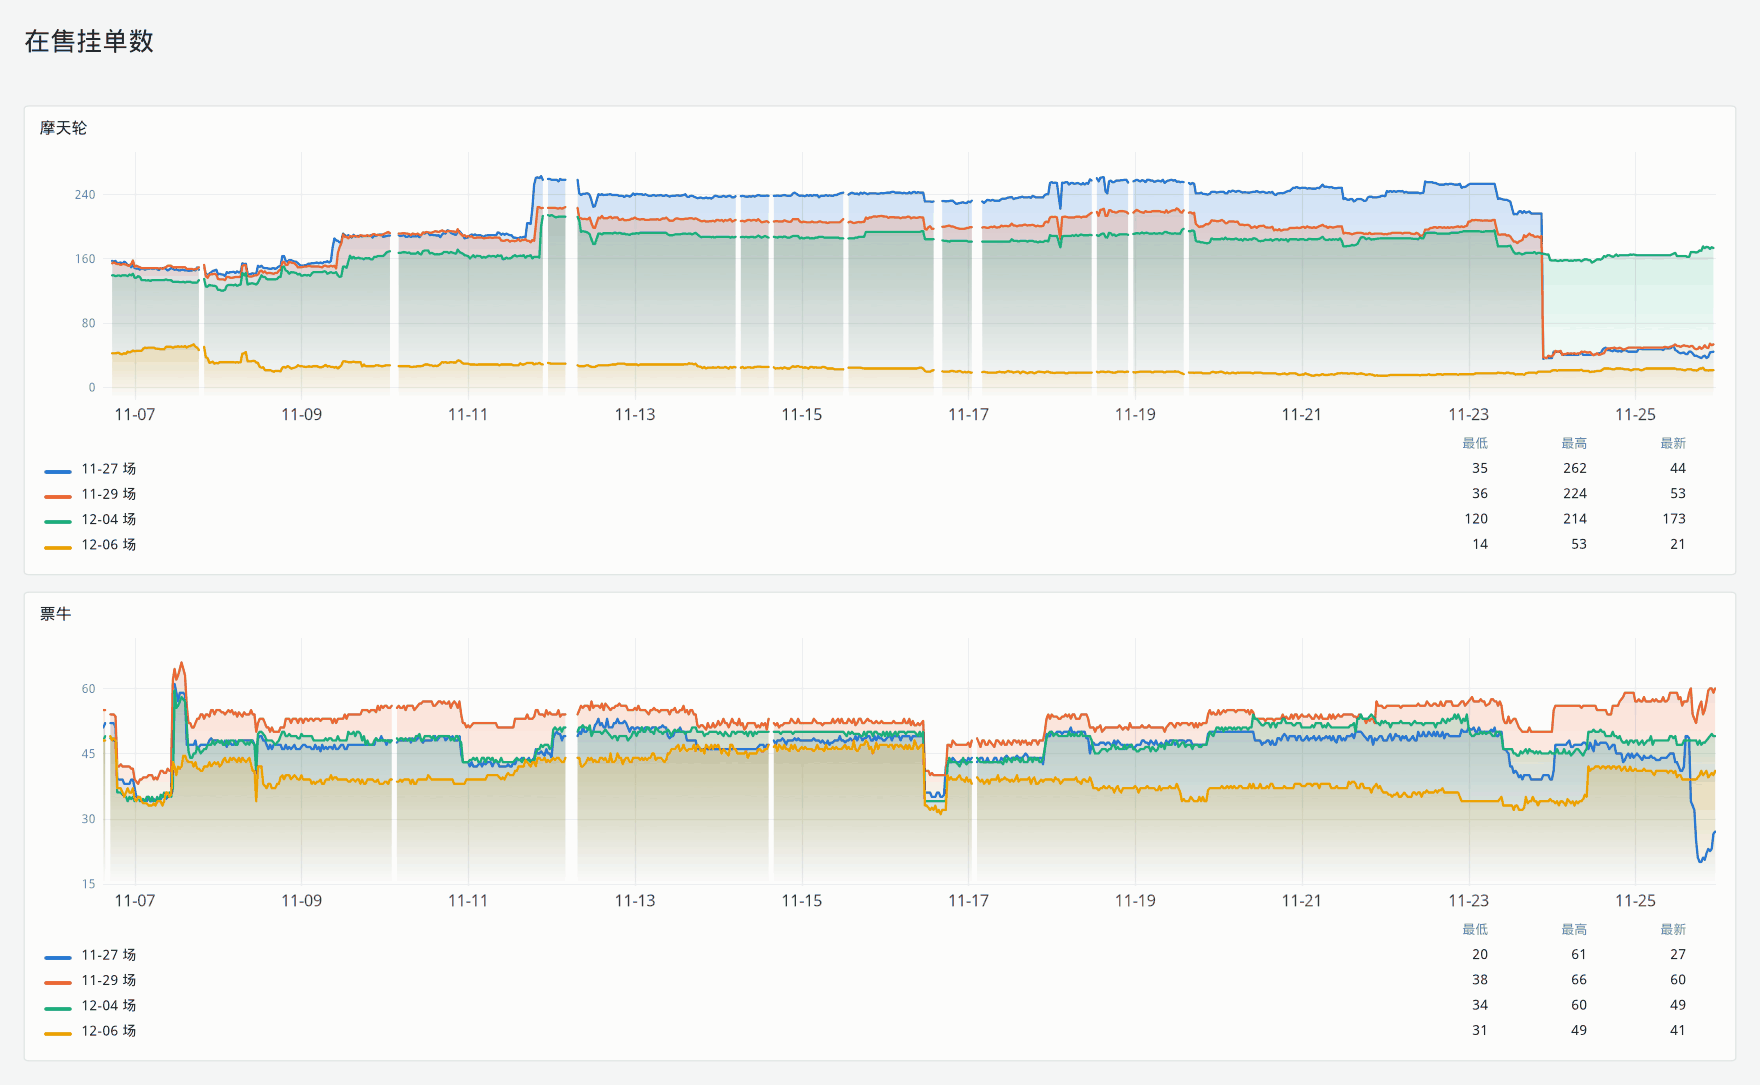 在售挂单数
摩天轮
240
160
80
0
11-07 11-09 11-11 11-13 11-15 11-17 11-19 11-21 11-23 11-25
最低 最高 最新
11-27 场 35 262 44
11-29 场 36 224 53
12-04 场 120 214 173
12-06 场 14 53 21
票牛
60
45
30
15
11-07 11-09 11-11 11-13 11-15 11-17 11-19 11-21 11-23 11-25
最低 最高 最新
11-27 场 20 61 27
11-29 场 38 66 60
12-04 场 34 60 49
12-06 场 31 49 41